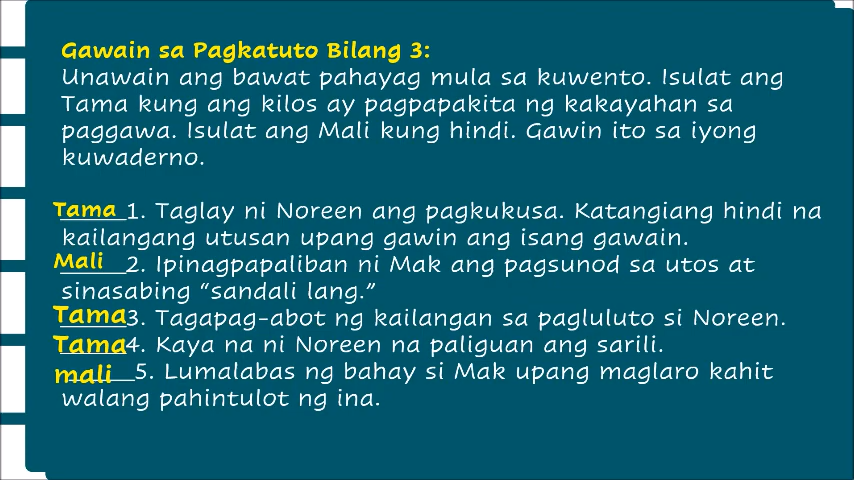 Gawain sa Pagkatuto Bilang 3:
Unawain ang bawat pahayag mula sa kuwento. Isulat ang
Tama kung ang kilos ay pagpapakita ng kakayahan sa
paggawa. Isulat ang Mali kung hindi. Gawin ito sa iyong
kuwaderno.
Tama 1. Taglay ni Noreen ang pagkukusa. Katangiang hindi na
kailangang utusan upang gawin ang isang gawain.
Mali 2. Ipinagpapaliban ni Mak ang pagsunod sa utos at
sinasabing “sandali lang.”
Tama 3. Tagapag-abot ng kailangan sa pagluluto si Noreen.
Tama 4. Kaya na ni Noreen na paliguan ang sarili.
mali 5. Lumalabas ng bahay si Mak upang maglaro kahit
walang pahintulot ng ina.